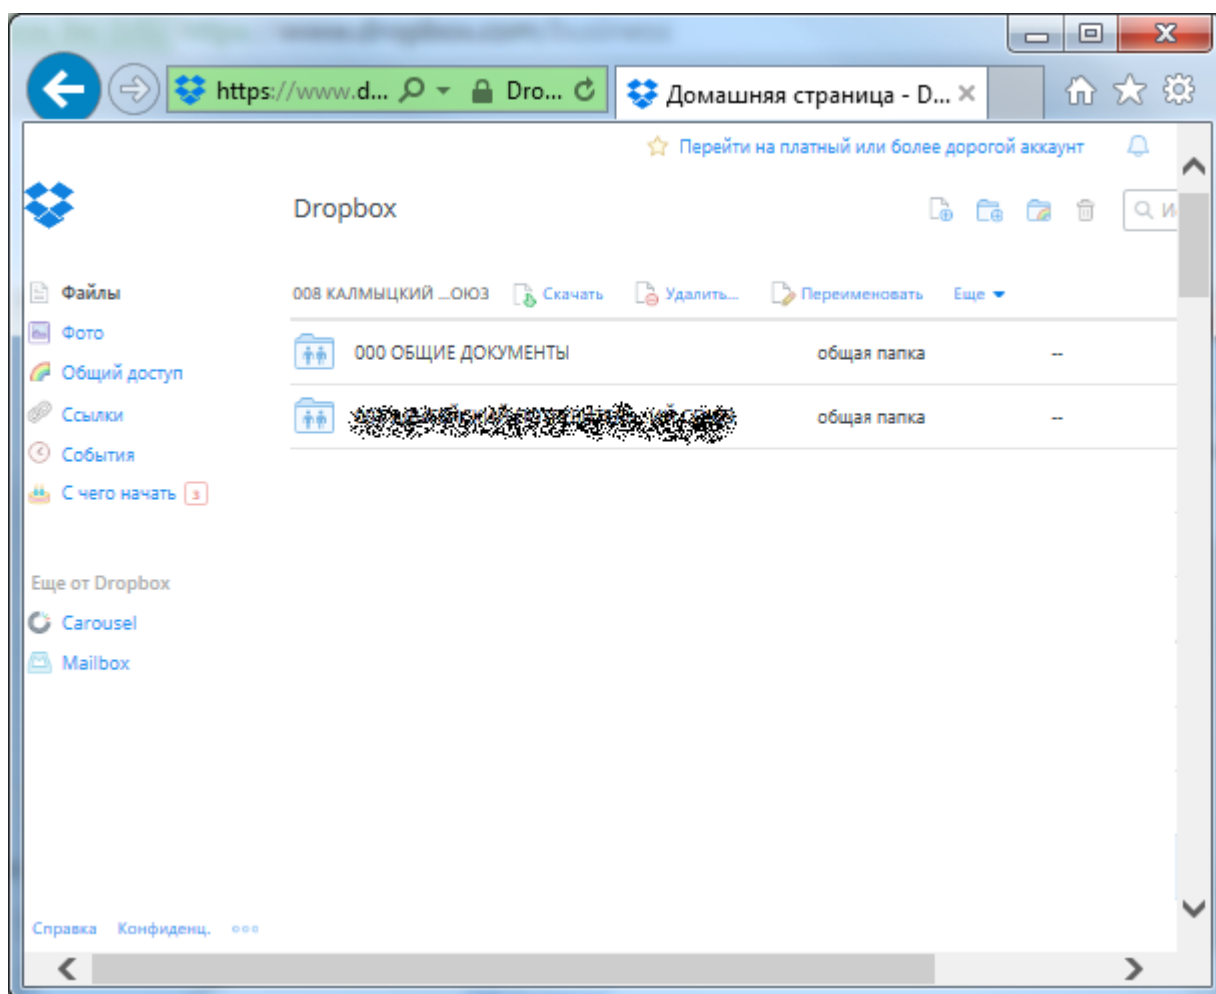 https://www.d... Dro... Домашняя страница - D...
Перейти на платный или более дорогой аккаунт
Dropbox
Файлы
008 КАЛМЫЦКИЙ ...ОЮЗ Скачать Удалить... Переименовать Еще
Фото
000 ОБЩИЕ ДОКУМЕНТЫ общая папка --
Общий доступ
Ссылки
общая папка --
События
С чего начать 3
Еще от Dropbox
Carousel
Mailbox
Справка Конфиденц.